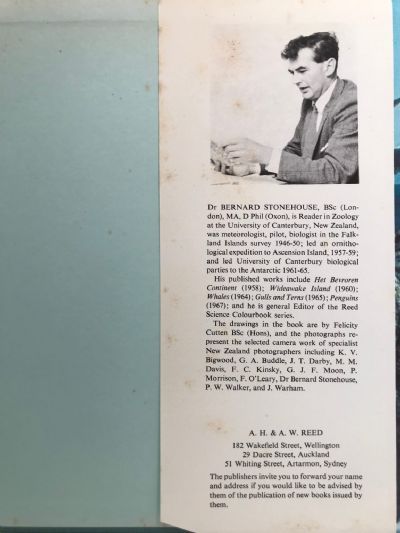 Dr BERNARD STONEHOUSE, BSc (Lon-
don), MA, D Phil (Oxon), is Reader in Zoology
at the University of Canterbury, New Zealand,
was meteorologist, pilot, biologist in the Falk-
land Islands survey 1946-50; led an ornitho-
logical expedition to Ascension Island, 1957-59;
and led University of Canterbury biological
parties to the Antarctic 1961-65.
His published works include Het Bevroren
Continent (1958); Wideawake Island (1960);
Whales (1964); Gulls and Terns (1965); Penguins
(1967); and he is general Editor of the Reed
Science Colourbook series.
The drawings in the book are by Felicity
Cutten BSc (Hons), and the photographs re-
present the selected camera work of specialist
New Zealand photographers including K. V.
Bigwood, G. A. Buddle, J. T. Darby, M. M.
Davis, F. C. Kinsky, G. J. F. Moon, P.
Morrison, F. O'Leary, Dr Bernard Stonehouse,
P. W. Walker, and J. Warham.
A. H. & A. W. REED
182 Wakefield Street, Wellington
29 Dacre Street, Auckland
51 Whiting Street, Artarmon, Sydney
The publishers invite you to forward your name
and address if you would like to be advised by
them of the publication of new books issued by
them.